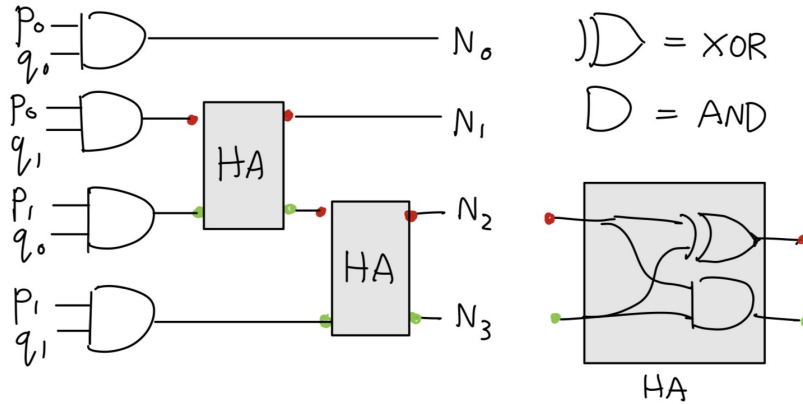 p₀
q₀
N₀
p₀
q₁
HA
N₁
p₁
q₀
HA
N₂
p₁
q₁
N₃
= XOR
= AND
HA